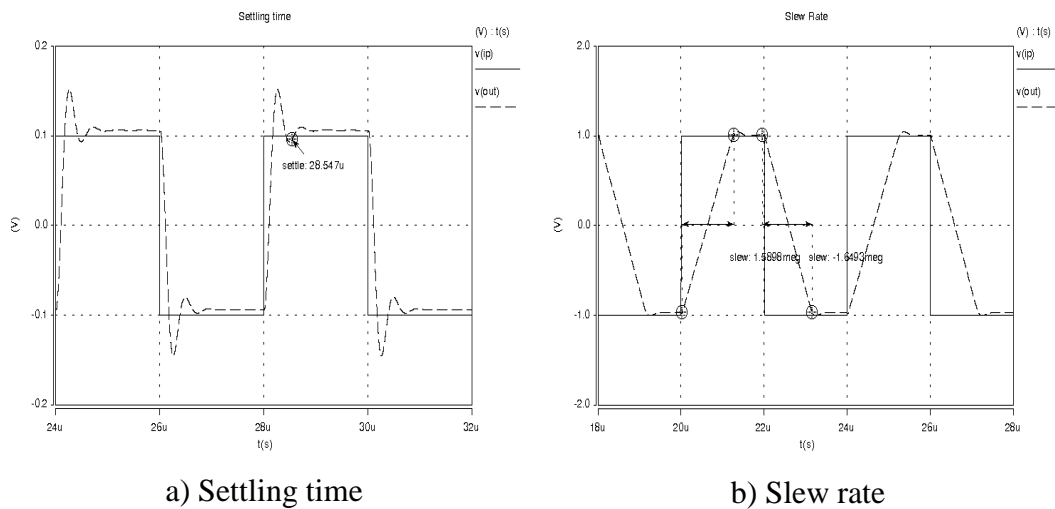 Settling time
(V) : t(s)
v(ip)
v(out)
0.2
0.1
0.0
-0.1
-0.2
(V)
settle: 28.547u
24u 26u 28u 30u 32u
t(s)
a) Settling time
Slew Rate
(V) : t(s)
v(ip)
v(out)
2.0
1.0
0.0
-1.0
-2.0
(V)
slew: 1.5898meg slew: -1.6493meg
18u 20u 22u 24u 26u 28u
t(s)
b) Slew rate